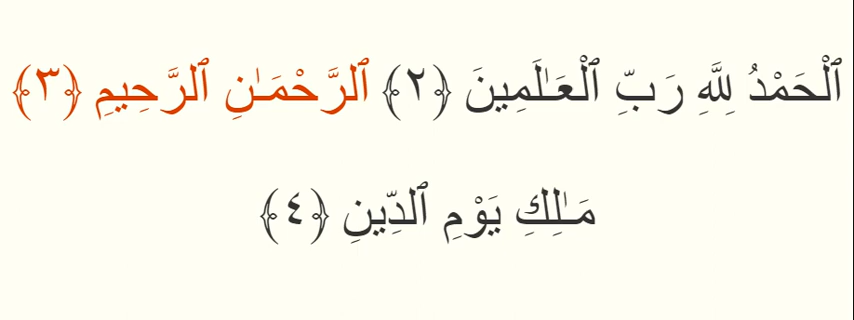 ٱلْحَمْدُ لِلَّهِ رَبِّ ٱلْعَـٰلَمِينَ ﴿٢﴾ ٱلرَّحْمَـٰنِ ٱلرَّحِيمِ ﴿٣﴾
مَـٰلِكِ يَوْمِ ٱلدِّينِ ﴿٤﴾